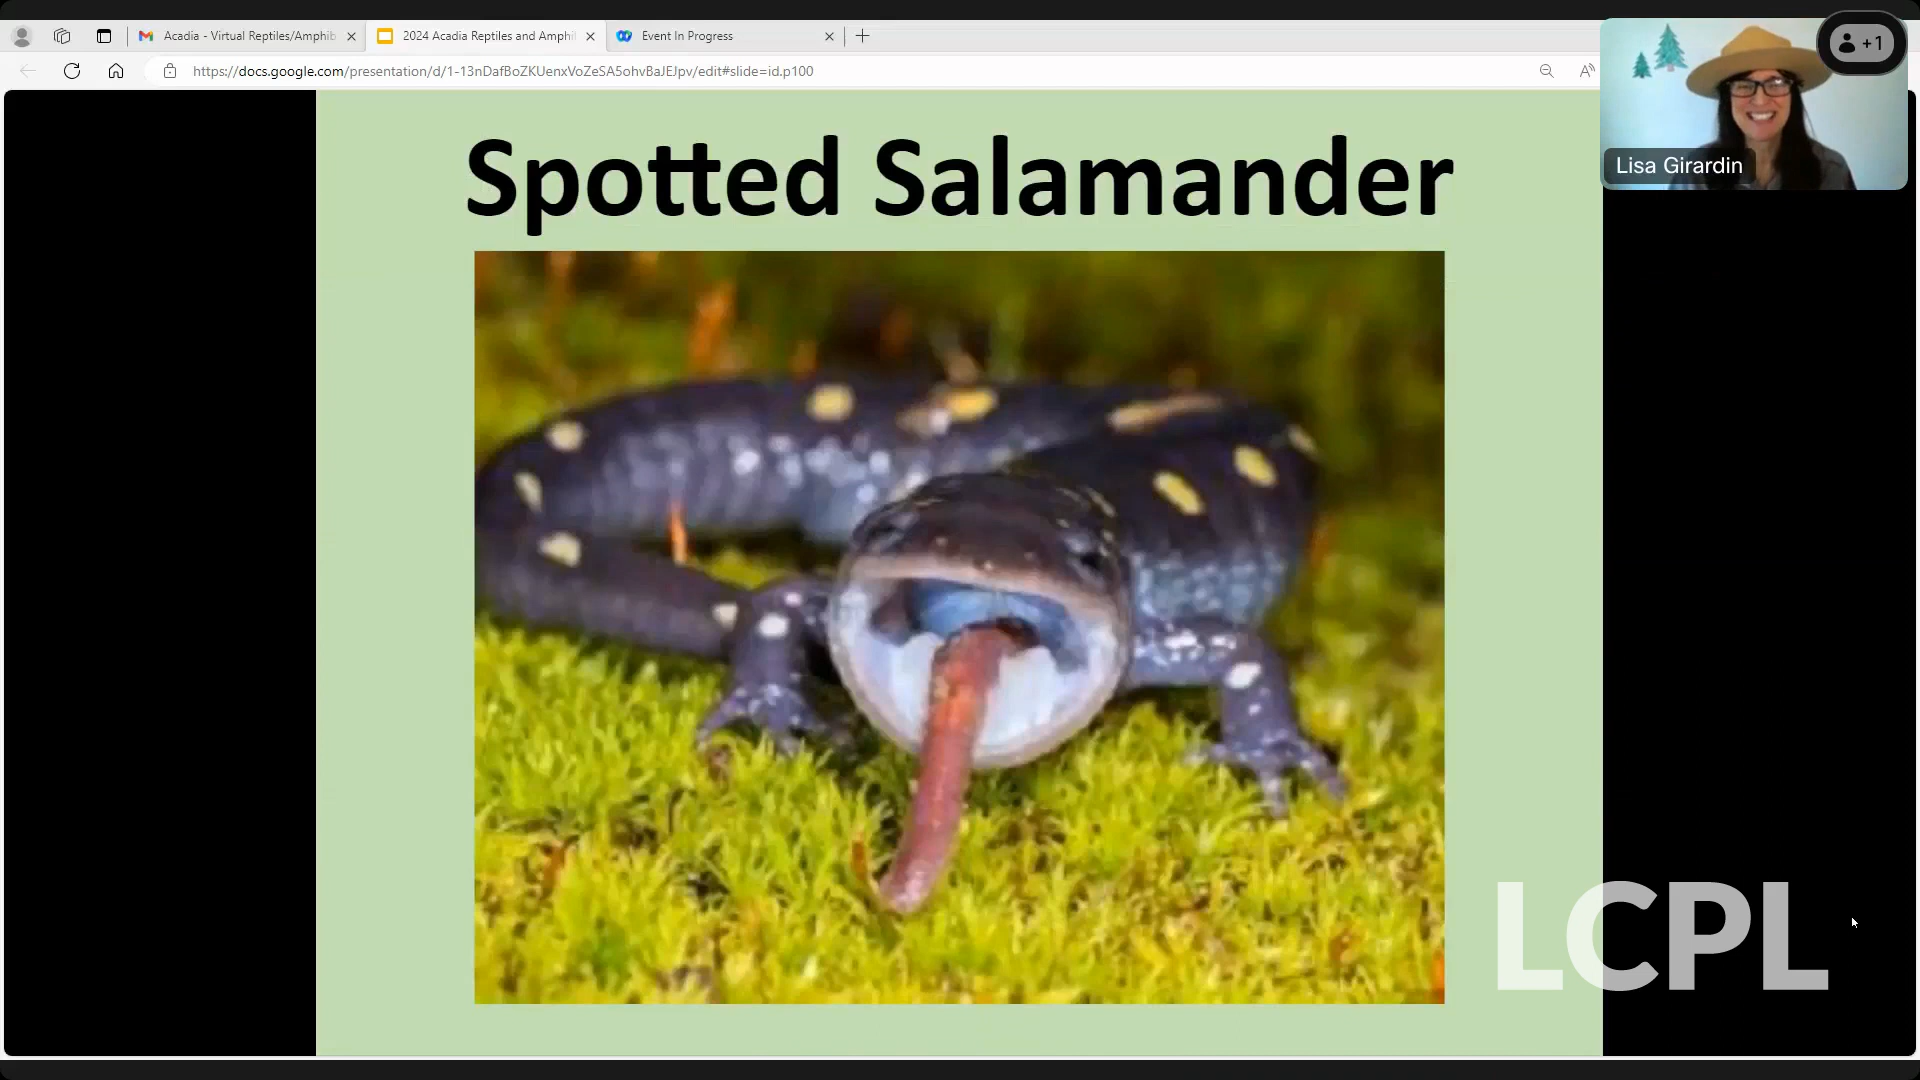 Acadia - Virtual Reptiles/Amphib
2024 Acadia Reptiles and Amphi
Event In Progress
https://docs.google.com/presentation/d/1-13nDafBoZKUenxVoZeSA5ohvBaJEJpv/edit#slide=id.p100
+1
Lisa Girardin
Spotted Salamander
LCPL